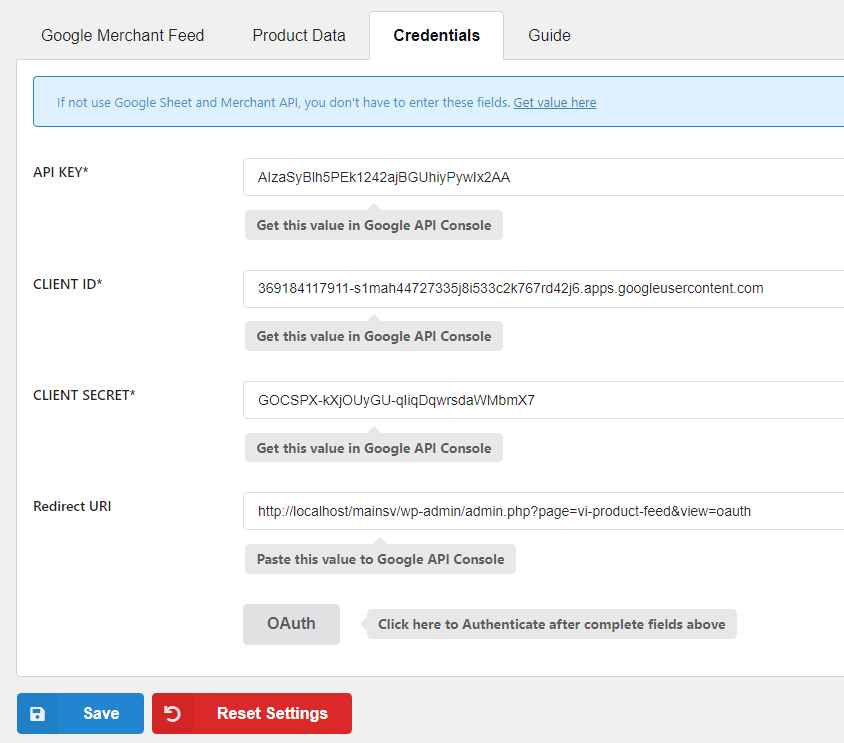 Google Merchant Feed Product Data Credentials Guide
If not use Google Sheet and Merchant API, you don't have to enter these fields. Get value here
API KEY*
AIzaSyBlh5PEk1242ajBGUhiyPywIx2AA
Get this value in Google API Console
CLIENT ID*
369184117911-s1mah44727335j8i533c2k767rd42j6.apps.googleusercontent.com
Get this value in Google API Console
CLIENT SECRET*
GOCSPX-kXjOUyGU-qIiqDqwrsdaWMbmX7
Get this value in Google API Console
Redirect URI
http://localhost/mainsv/wp-admin/admin.php?page=vi-product-feed&view=oauth
Paste this value to Google API Console
OAuth Click here to Authenticate after complete fields above
Save Reset Settings